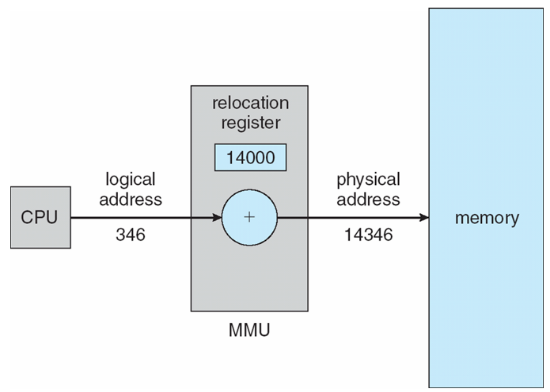 relocation
register
14000
logical
address
physical
address
CPU
+
memory
346
14346
MMU